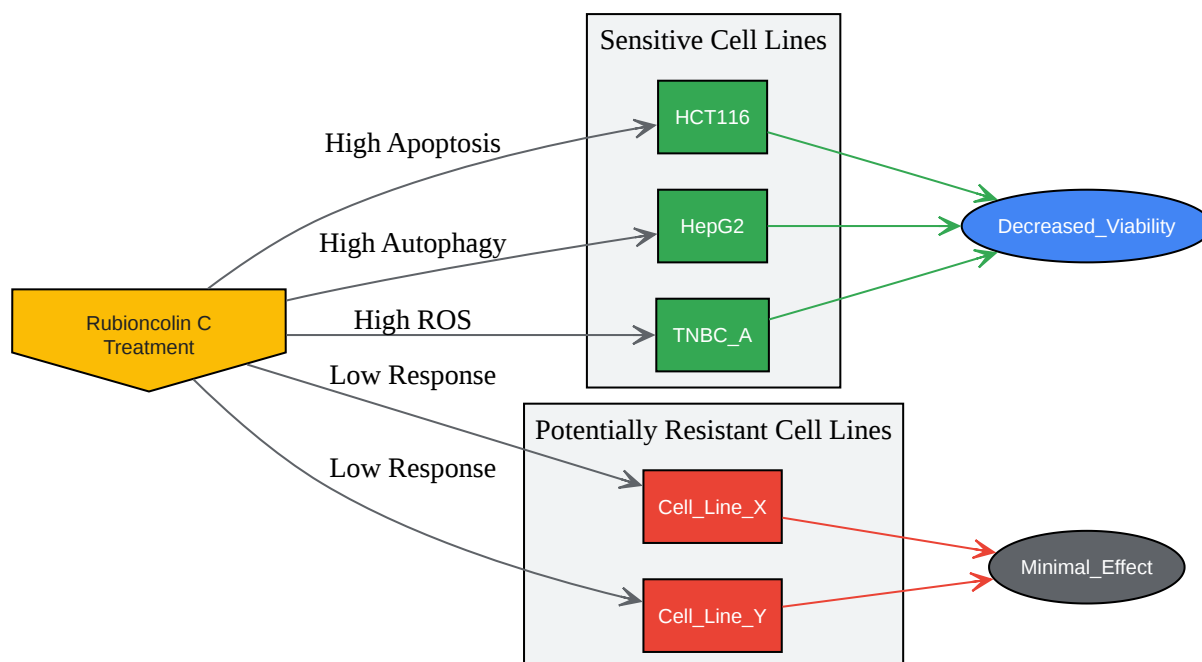 Sensitive Cell Lines
HCT116
High Apoptosis
HepG2
Decreased_Viability
High Autophagy
High ROS
Rubioncolin C
Treatment
TNBC_A
Low Response
Potentially Resistant Cell Lines
Low Response
Cell_Line_X
Minimal_Effect
Cell_Line_Y